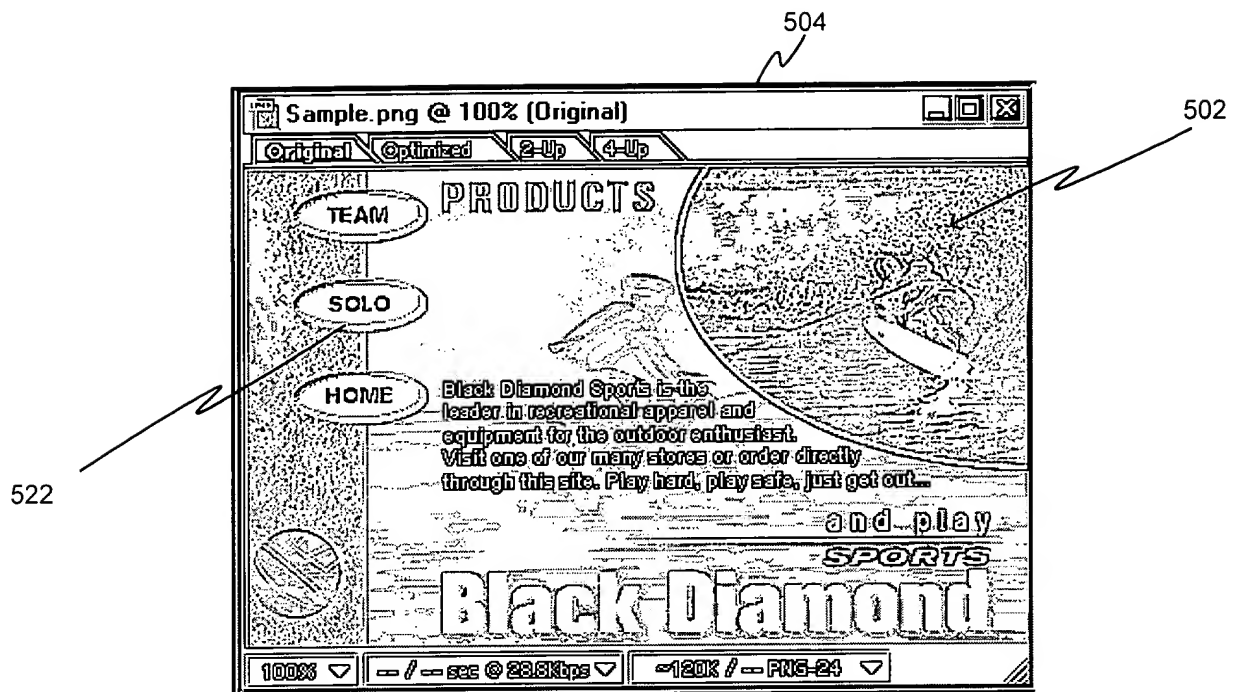 504
Sample.png @ 100% (Original)
502
Original Optimized 2-Up 4-Up
PRODUCTS
TEAM
SOLO
HOME
Black Diamond Sports is the
leader in recreational apparel and
equipment for the outdoor enthusiast.
Visit one of our many stores or order directly
through this site. Play hard, play safe, just get out...
522
and play
SPORTS
Black Diamond
100% -- / -- sec @ 28.8Kbps ~120K / -- PNG-24